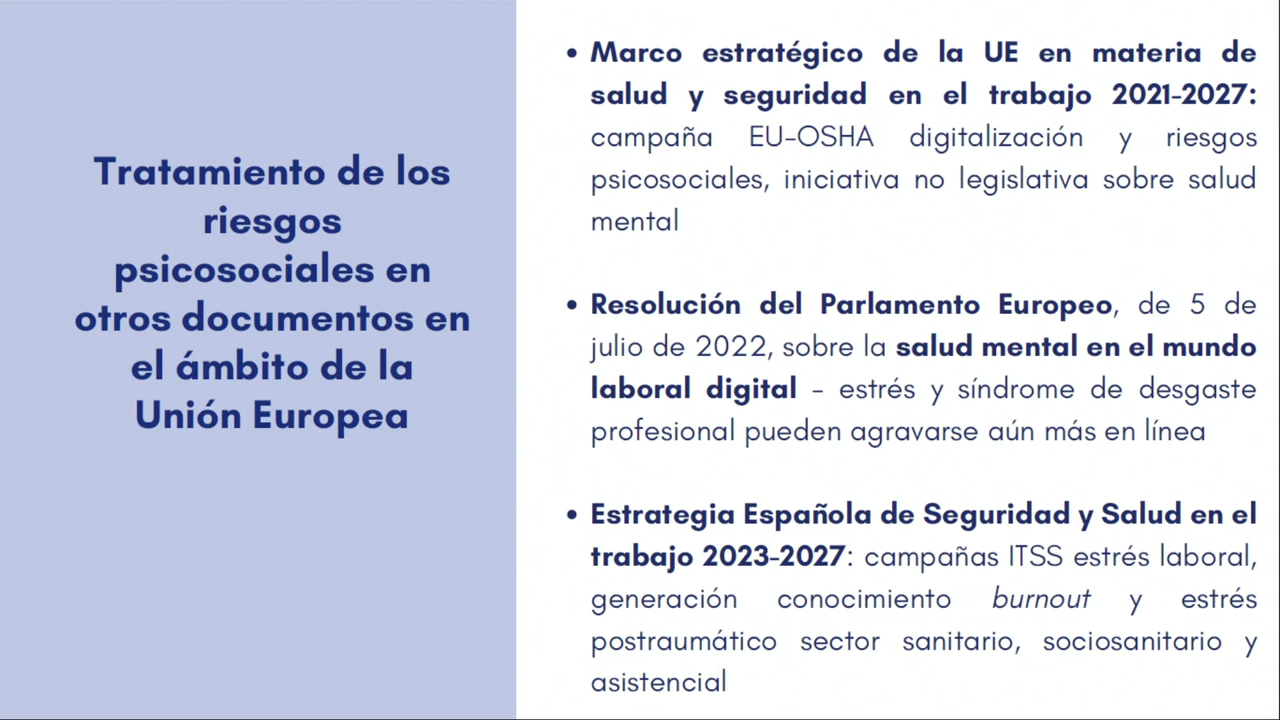 Tratamiento de los
riesgos
psicosociales en
otros documentos en
el ámbito de la
Unión Europea
• Marco estratégico de la UE en materia de
salud y seguridad en el trabajo 2021-2027:
campaña EU-OSHA digitalización y riesgos
psicosociales, iniciativa no legislativa sobre salud
mental
• Resolución del Parlamento Europeo, de 5 de
julio de 2022, sobre la salud mental en el mundo
laboral digital - estrés y síndrome de desgaste
profesional pueden agravarse aún más en línea
• Estrategia Española de Seguridad y Salud en el
trabajo 2023-2027: campañas ITSS estrés laboral,
generación conocimiento burnout y estrés
postraumático sector sanitario, sociosanitario y
asistencial